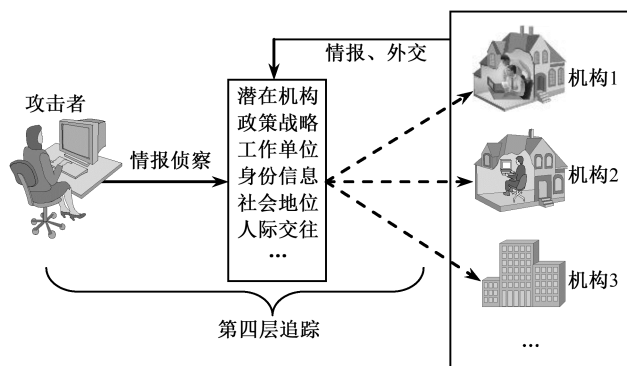 情报、外交
机构1
攻击者
潜在机构
政策战略
工作单位
身份信息
社会地位
人际交往
...
情报侦察
机构2
机构3
...
第四层追踪